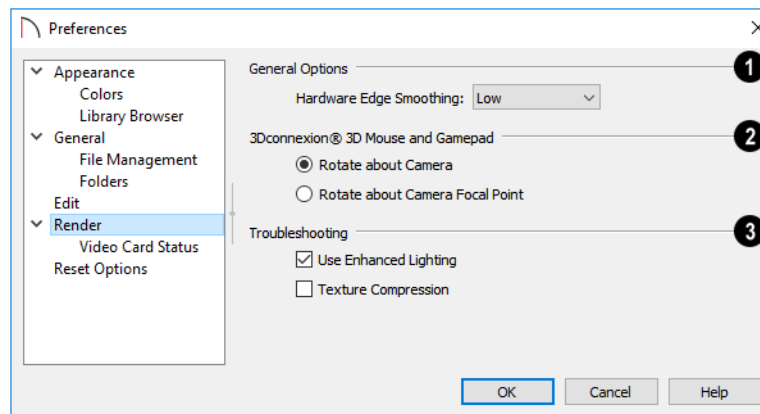 Preferences
Appearance
Colors
Library Browser
General
File Management
Folders
Edit
Render
Video Card Status
Reset Options
General Options 1
Hardware Edge Smoothing: Low
3Dconnexion® 3D Mouse and Gamepad 2
Rotate about Camera
Rotate about Camera Focal Point
Troubleshooting 3
Use Enhanced Lighting
Texture Compression
OK Cancel Help